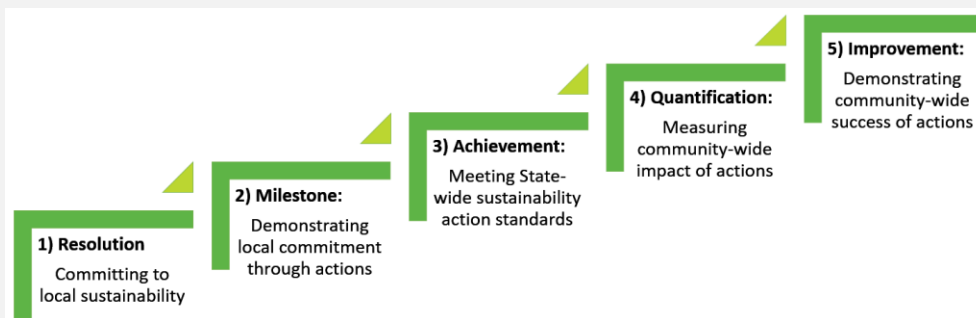 1) Resolution
Committing to
local sustainability
2) Milestone:
Demonstrating
local commitment
through actions
3) Achievement:
Meeting State-
wide sustainability
action standards
4) Quantification:
Measuring
community-wide
impact of actions
5) Improvement:
Demonstrating
community-wide
success of actions